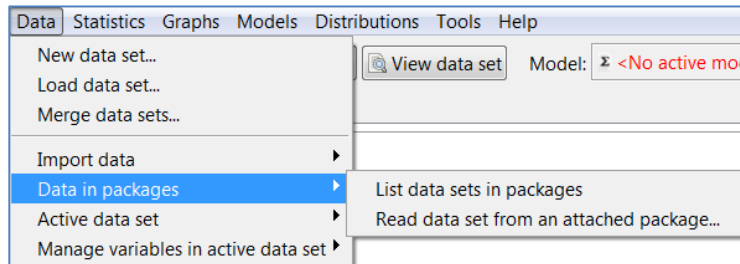 Data Statistics Graphs Models Distributions Tools Help
New data set...
View data set Model: Σ <No active
Load data set...
Merge data sets...
Import data
Data in packages
List data sets in packages
Active data set
Read data set from an attached package...
Manage variables in active data set